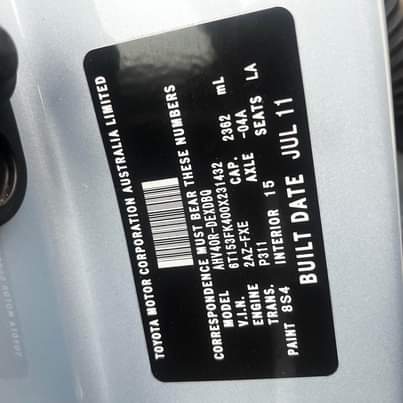 TOYOTA MOTOR CORPORATION AUSTRALIA LIMITED
CORRESPONDENCE MUST BEAR THESE NUMBERS
MODEL AHV40R-DEXDBQ
V.I.N. 6T153FK400X231432
ENGINE 2AZ-FXE CAP. 2362 mL
TRANS. P311 AXLE -04A
PAINT 8S4 INTERIOR 15 SEATS LA
BUILT DATE JUL 11